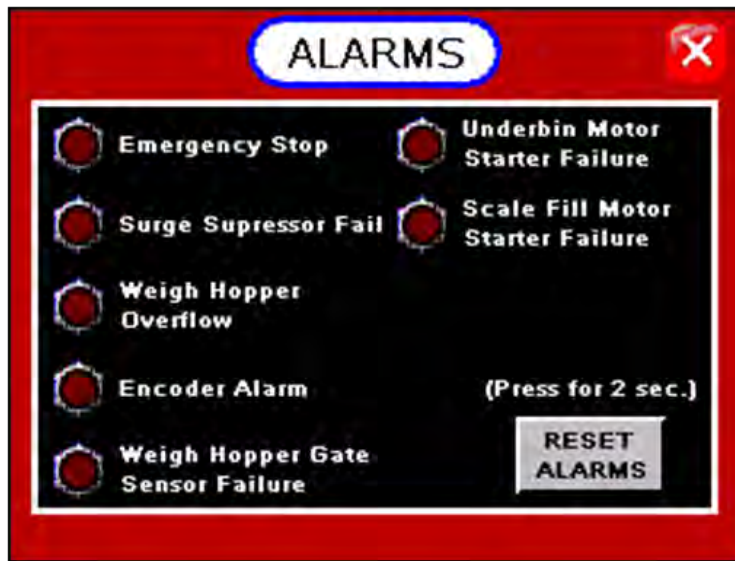 ALARMS
Emergency Stop
Surge Supressor Fail
Weigh Hopper
Overflow
Encoder Alarm
Weigh Hopper Gate
Sensor Failure
Underbin Motor
Starter Failure
Scale Fill Motor
Starter Failure
(Press for 2 sec.)
RESET
ALARMS